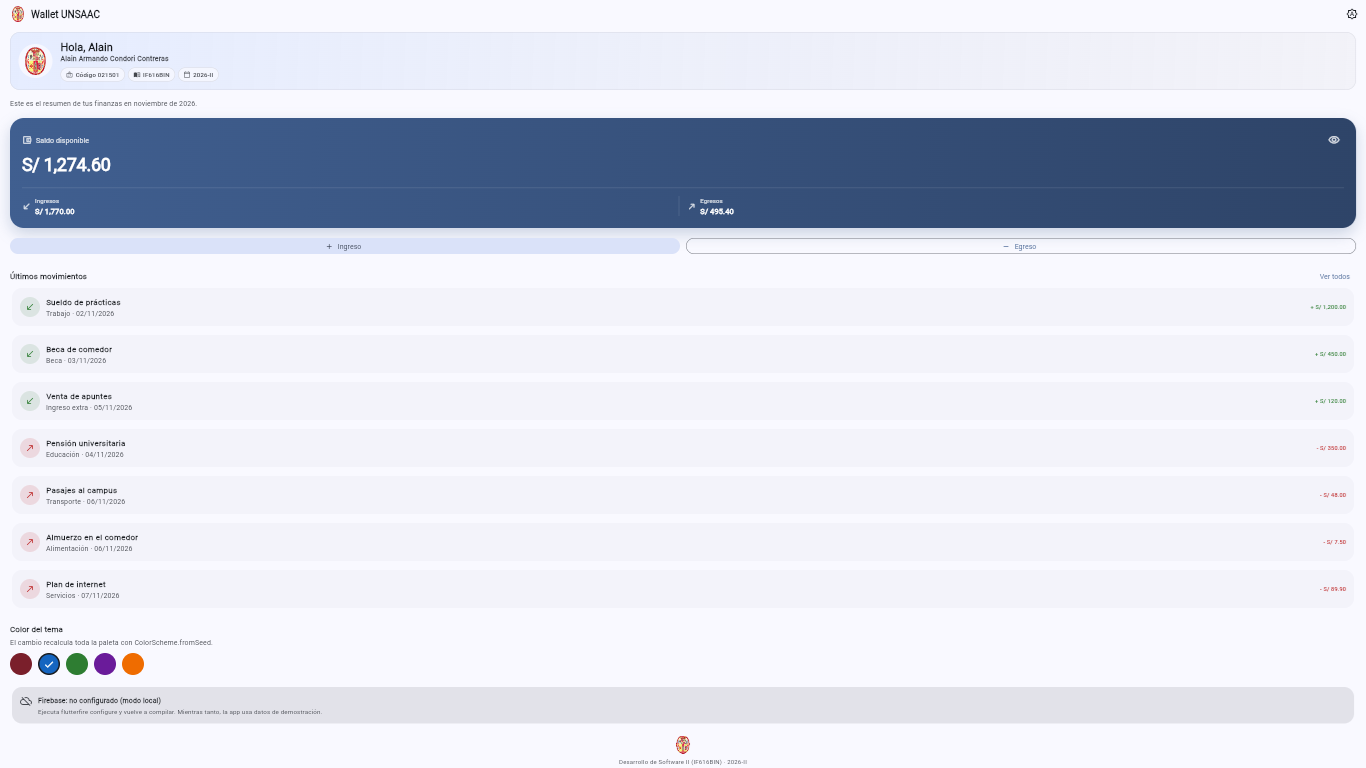 Wallet UNSAAC
Hola, Alain
Alain Armando Condori Contreras
Código 021501
IF616BIN
2026-II
Este es el resumen de tus finanzas en noviembre de 2026.
Saldo disponible
S/ 1,274.60
Ingresos
S/ 1,770.00
Egresos
S/ 495.40
+ Ingreso
− Egreso
Últimos movimientos
Ver todos
Sueldo de prácticas
Trabajo · 02/11/2026
+ S/ 1,200.00
Beca de comedor
Beca · 03/11/2026
+ S/ 450.00
Venta de apuntes
Ingreso extra · 05/11/2026
+ S/ 120.00
Pensión universitaria
Educación · 04/11/2026
- S/ 350.00
Pasajes al campus
Transporte · 06/11/2026
- S/ 48.00
Almuerzo en el comedor
Alimentación · 06/11/2026
- S/ 7.50
Plan de internet
Servicios · 07/11/2026
- S/ 89.90
Color del tema
El cambio recalcula toda la paleta con ColorScheme.fromSeed.
Firebase: no configurado (modo local)
Ejecuta flutterfire configure y vuelve a compilar. Mientras tanto, la app usa datos de demostración.
Desarrollo de Software II (IF616BIN) · 2026-II